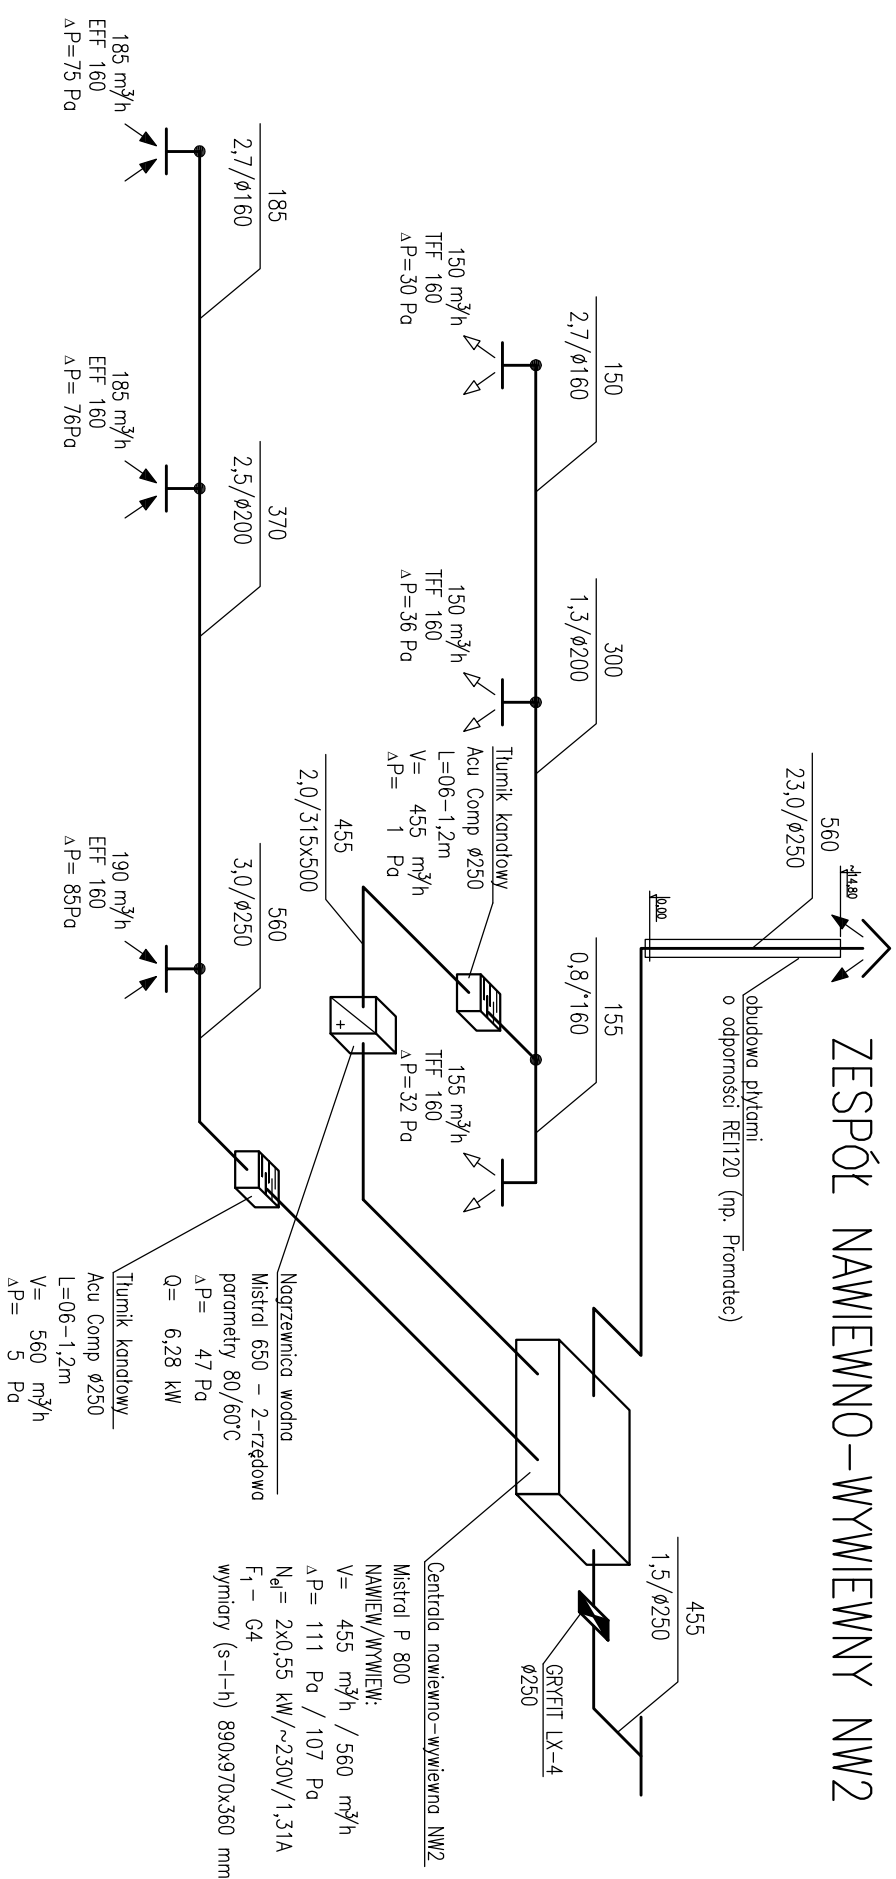 ZESPÓŁ NAWIEWNO-WYWIEWNY NW2
560
23,0/ø250
~14.80
0.00
obudowa płytami
o odporności REI120 (np. Promatec)
455
1,5/ø250
GRYFIT LX-4
ø250
150
2,7/ø160
300
1,3/ø200
155
0,8/°160
150 m³/h
TFF 160
ΔP=30 Pa
150 m³/h
TFF 160
ΔP=36 Pa
155 m³/h
TFF 160
ΔP=32 Pa
Tłumik kanałowy
Acu Comp ø250
L=06-1,2m
V= 455 m³/h
ΔP= 1 Pa
455
2,0/315x500
Centrala nawiewno-wywiewna NW2
Mistral P 800
NAWIEW/WYWIEW:
V= 455 m³/h / 560 m³/h
ΔP= 111 Pa / 107 Pa
Nel= 2x0,55 kW/~230V/1,31A
F1 - G4
wymiary (s-l-h) 890x970x360 mm
185
2,7/ø160
370
2,5/ø200
560
3,0/ø250
Nagrzewnica wodna
Mistral 650 - 2-rzędowa
parametry 80/60°C
ΔP= 47 Pa
Q= 6,28 kW
185 m³/h
EFF 160
ΔP=75 Pa
185 m³/h
EFF 160
ΔP= 76Pa
190 m³/h
EFF 160
ΔP= 85Pa
Tłumik kanałowy
Acu Comp ø250
L=06-1,2m
V= 560 m³/h
ΔP= 5 Pa
+